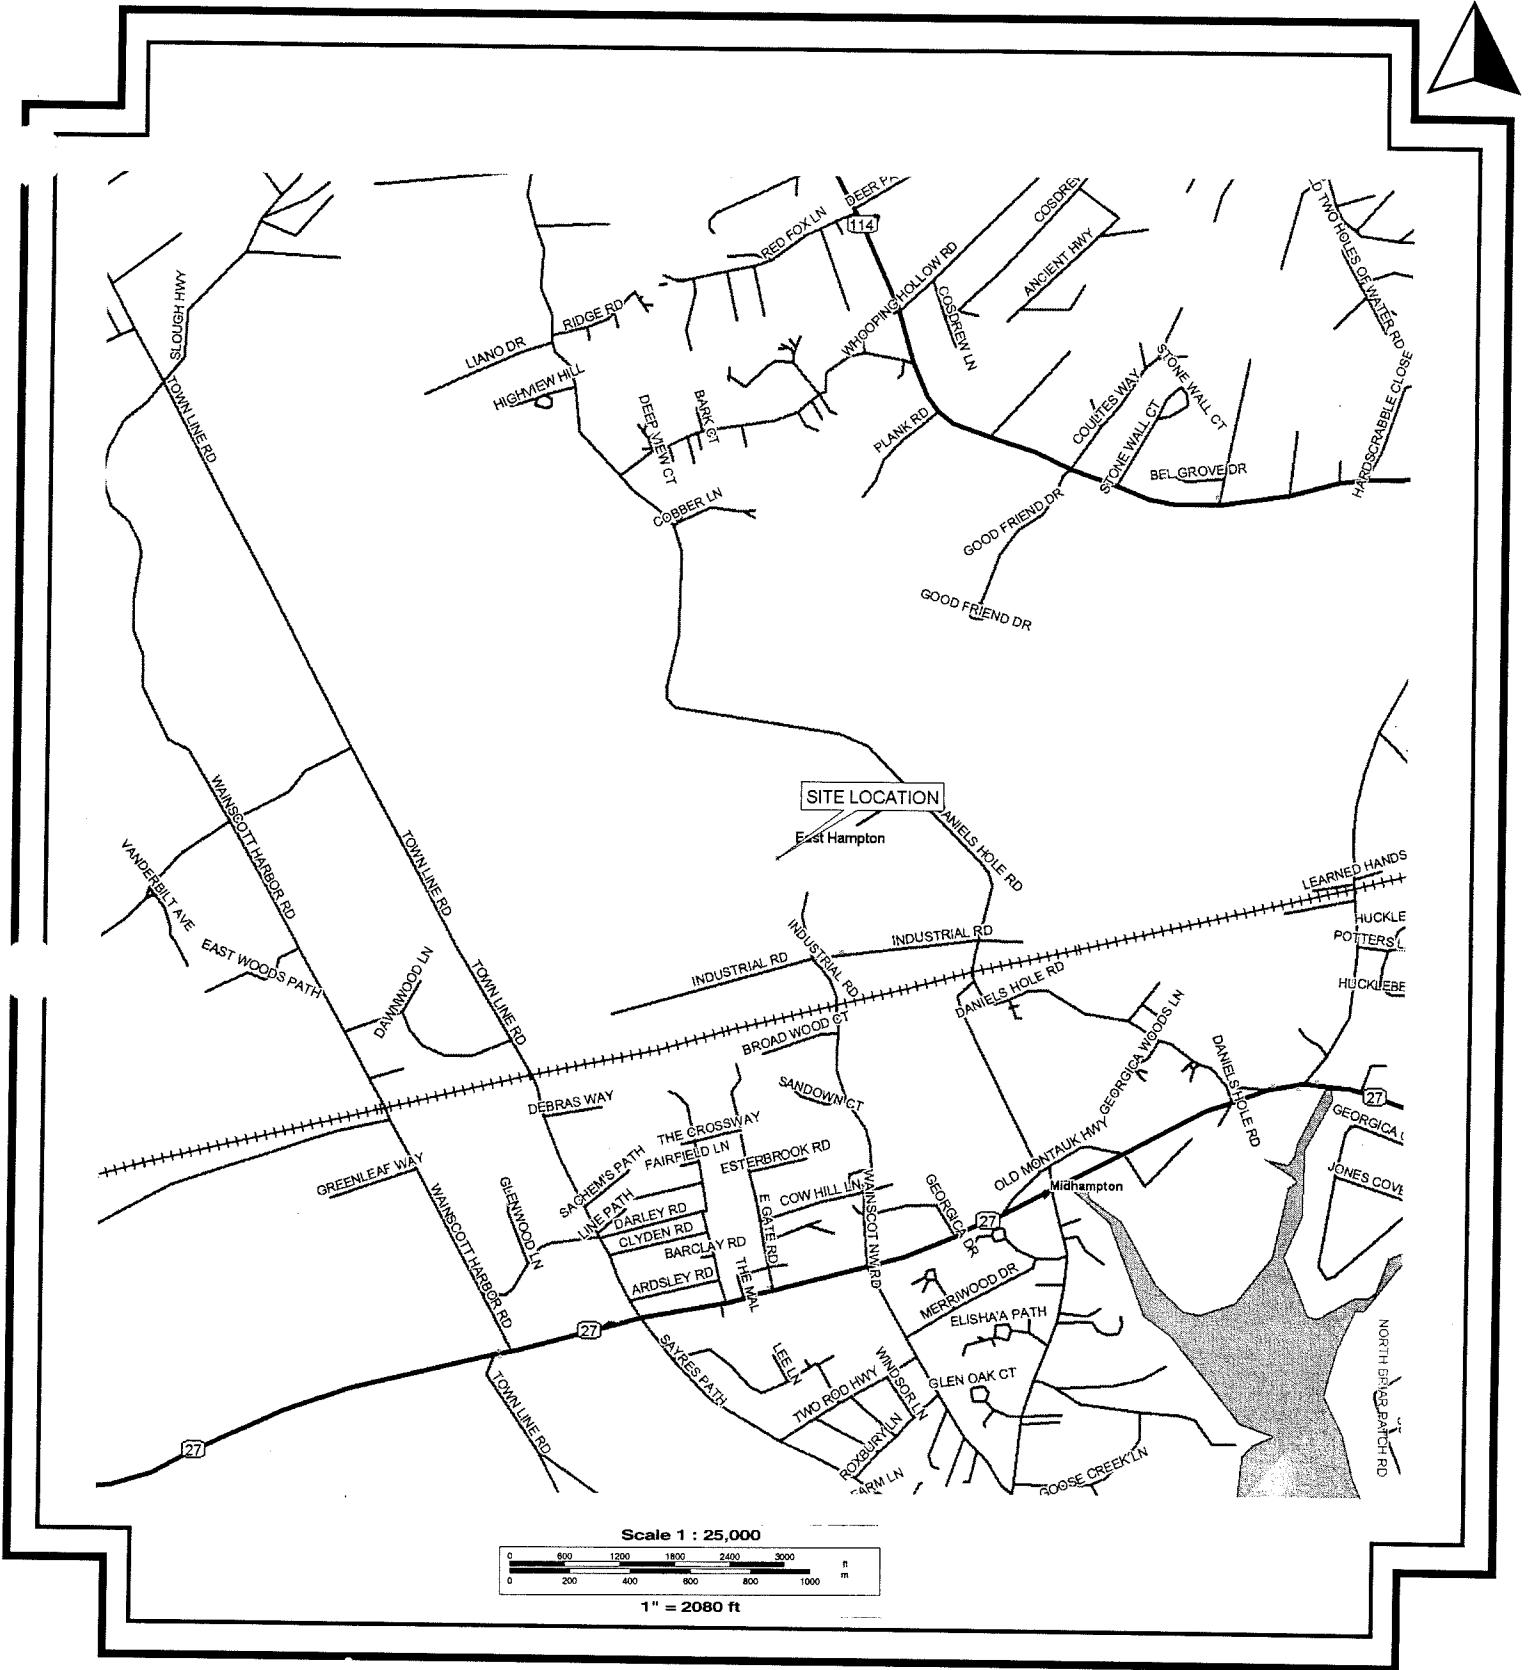 DEER PA
RED FOX LN
114
COSDREW
D TWO HOLES OF WATER RD
ANCIENT HWY
WHOOPING HOLLOW RD
COSDREW LN
SLOUGH HWY
RIDGE RD
LIANO DR
HIGHVIEW HILL
TOWN LINE RD
DEEP VIEW CT
BARK CT
PLANK RD
COULTES WAY
STONE WALL CT
STONE WALL CT
HARDSCRABBLE CLOSE
BELGROVE DR
COBBER LN
GOOD FRIEND DR
GOOD FRIEND DR
SITE LOCATION
East Hampton
DANIELS HOLE RD
WAINSCOTT HARBOR RD
TOWN LINE RD
VANDERBILT AVE
LEARNED HANDS
HUCKLE
POTTERS L
HUCKLEBE
EAST WOODS PATH
DAWNWOOD LN
TOWN LINE RD
INDUSTRIAL RD
INDUSTRIAL RD
INDUSTRIAL RD
DANIELS HOLE RD
BROAD WOOD CT
GEORGICA WOODS LN
DANIELS HOLE RD
SANDOWN CT
DEBRAS WAY
27
GEORGICA
THE CROSSWAY
FAIRFIELD LN
ESTERBROOK RD
OLD MONTAUK HWY
GREENLEAF WAY
SACHEM'S PATH
LINE PATH
COW HILL LN
Midhampton
JONES COVE
WAINSCOTT HARBOR RD
GLENWOOD LN
DARLEY RD
CLYDEN RD
BARCLAY RD
ARDSLEY RD
THE MAL
E GATE RD
WAINSCOT NW RD
GEORGICA DR
27
MERRIWOOD DR
ELISHA'A PATH
27
SAYRES PATH
LEE LN
TWO ROD HWY
WINDSOR LN
GLEN OAK CT
NORTH BRIAR PATCH RD
TOWN LINE RD
27
ROXBURY LN
FARM LN
GOOSE CREEK LN
Scale 1 : 25,000
0 600 1200 1800 2400 3000 ft
0 200 400 600 800 1000 m
1" = 2080 ft